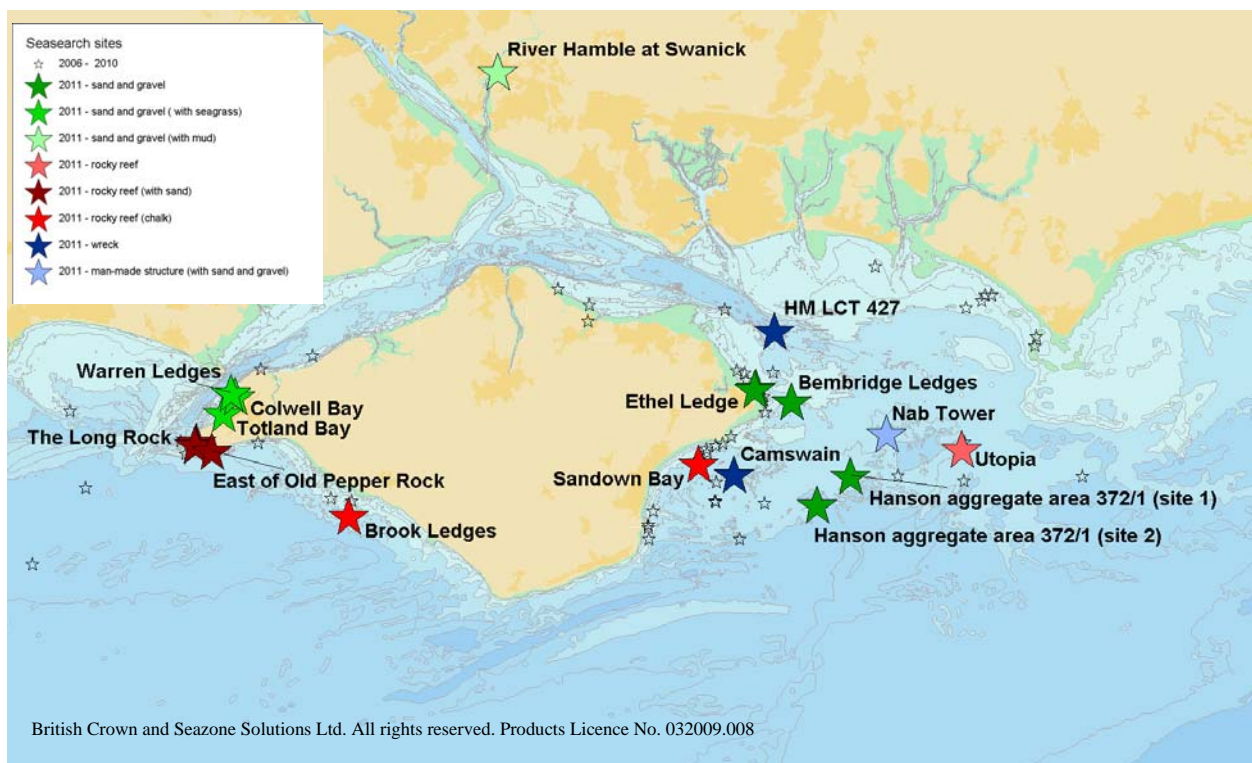 Seasearch sites
2006 - 2010
2011 - sand and gravel
2011 - sand and gravel ( with seagrass)
2011 - sand and gravel (with mud)
2011 - rocky reef
2011 - rocky reef (with sand)
2011 - rocky reef (chalk)
2011 - wreck
2011 - man-made structure (with sand and gravel)
River Hamble at Swanick
HM LCT 427
Warren Ledges
Colwell Bay
Totland Bay
The Long Rock
East of Old Pepper Rock
Brook Ledges
Ethel Ledge
Bembridge Ledges
Nab Tower
Utopia
Camswain
Sandown Bay
Hanson aggregate area 372/1 (site 1)
Hanson aggregate area 372/1 (site 2)
British Crown and Seazone Solutions Ltd. All rights reserved. Products Licence No. 032009.008